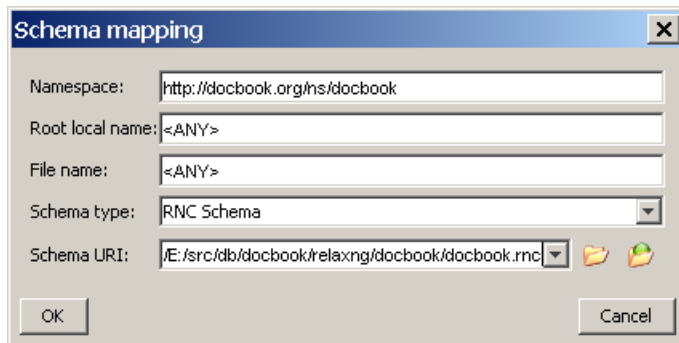 Schema mapping
Namespace: http://docbook.org/ns/docbook
Root local name: <ANY>
File name: <ANY>
Schema type: RNC Schema
Schema URI: /E:/src/db/docbook/relaxng/docbook/docbook.rnc
OK Cancel